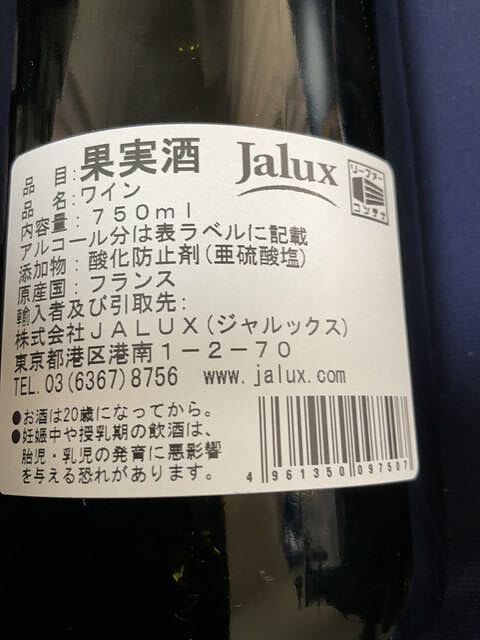 品目:果実酒
Jalux
リーファー
コンテナ
品名:ワイン
内容量:750ml
アルコール分は表ラベルに記載
添加物:酸化防止剤(亜硫酸塩)
原産国:フランス
輸入者及び引取先:
株式会社JALUX(ジャルックス)
東京都港区港南1-2-70
TEL.03(6367)8756 www.jalux.com
●お酒は20歳になってから。
●妊娠中や授乳期の飲酒は、
胎児・乳児の発育に悪影響
を与える恐れがあります。
4 961350 097507